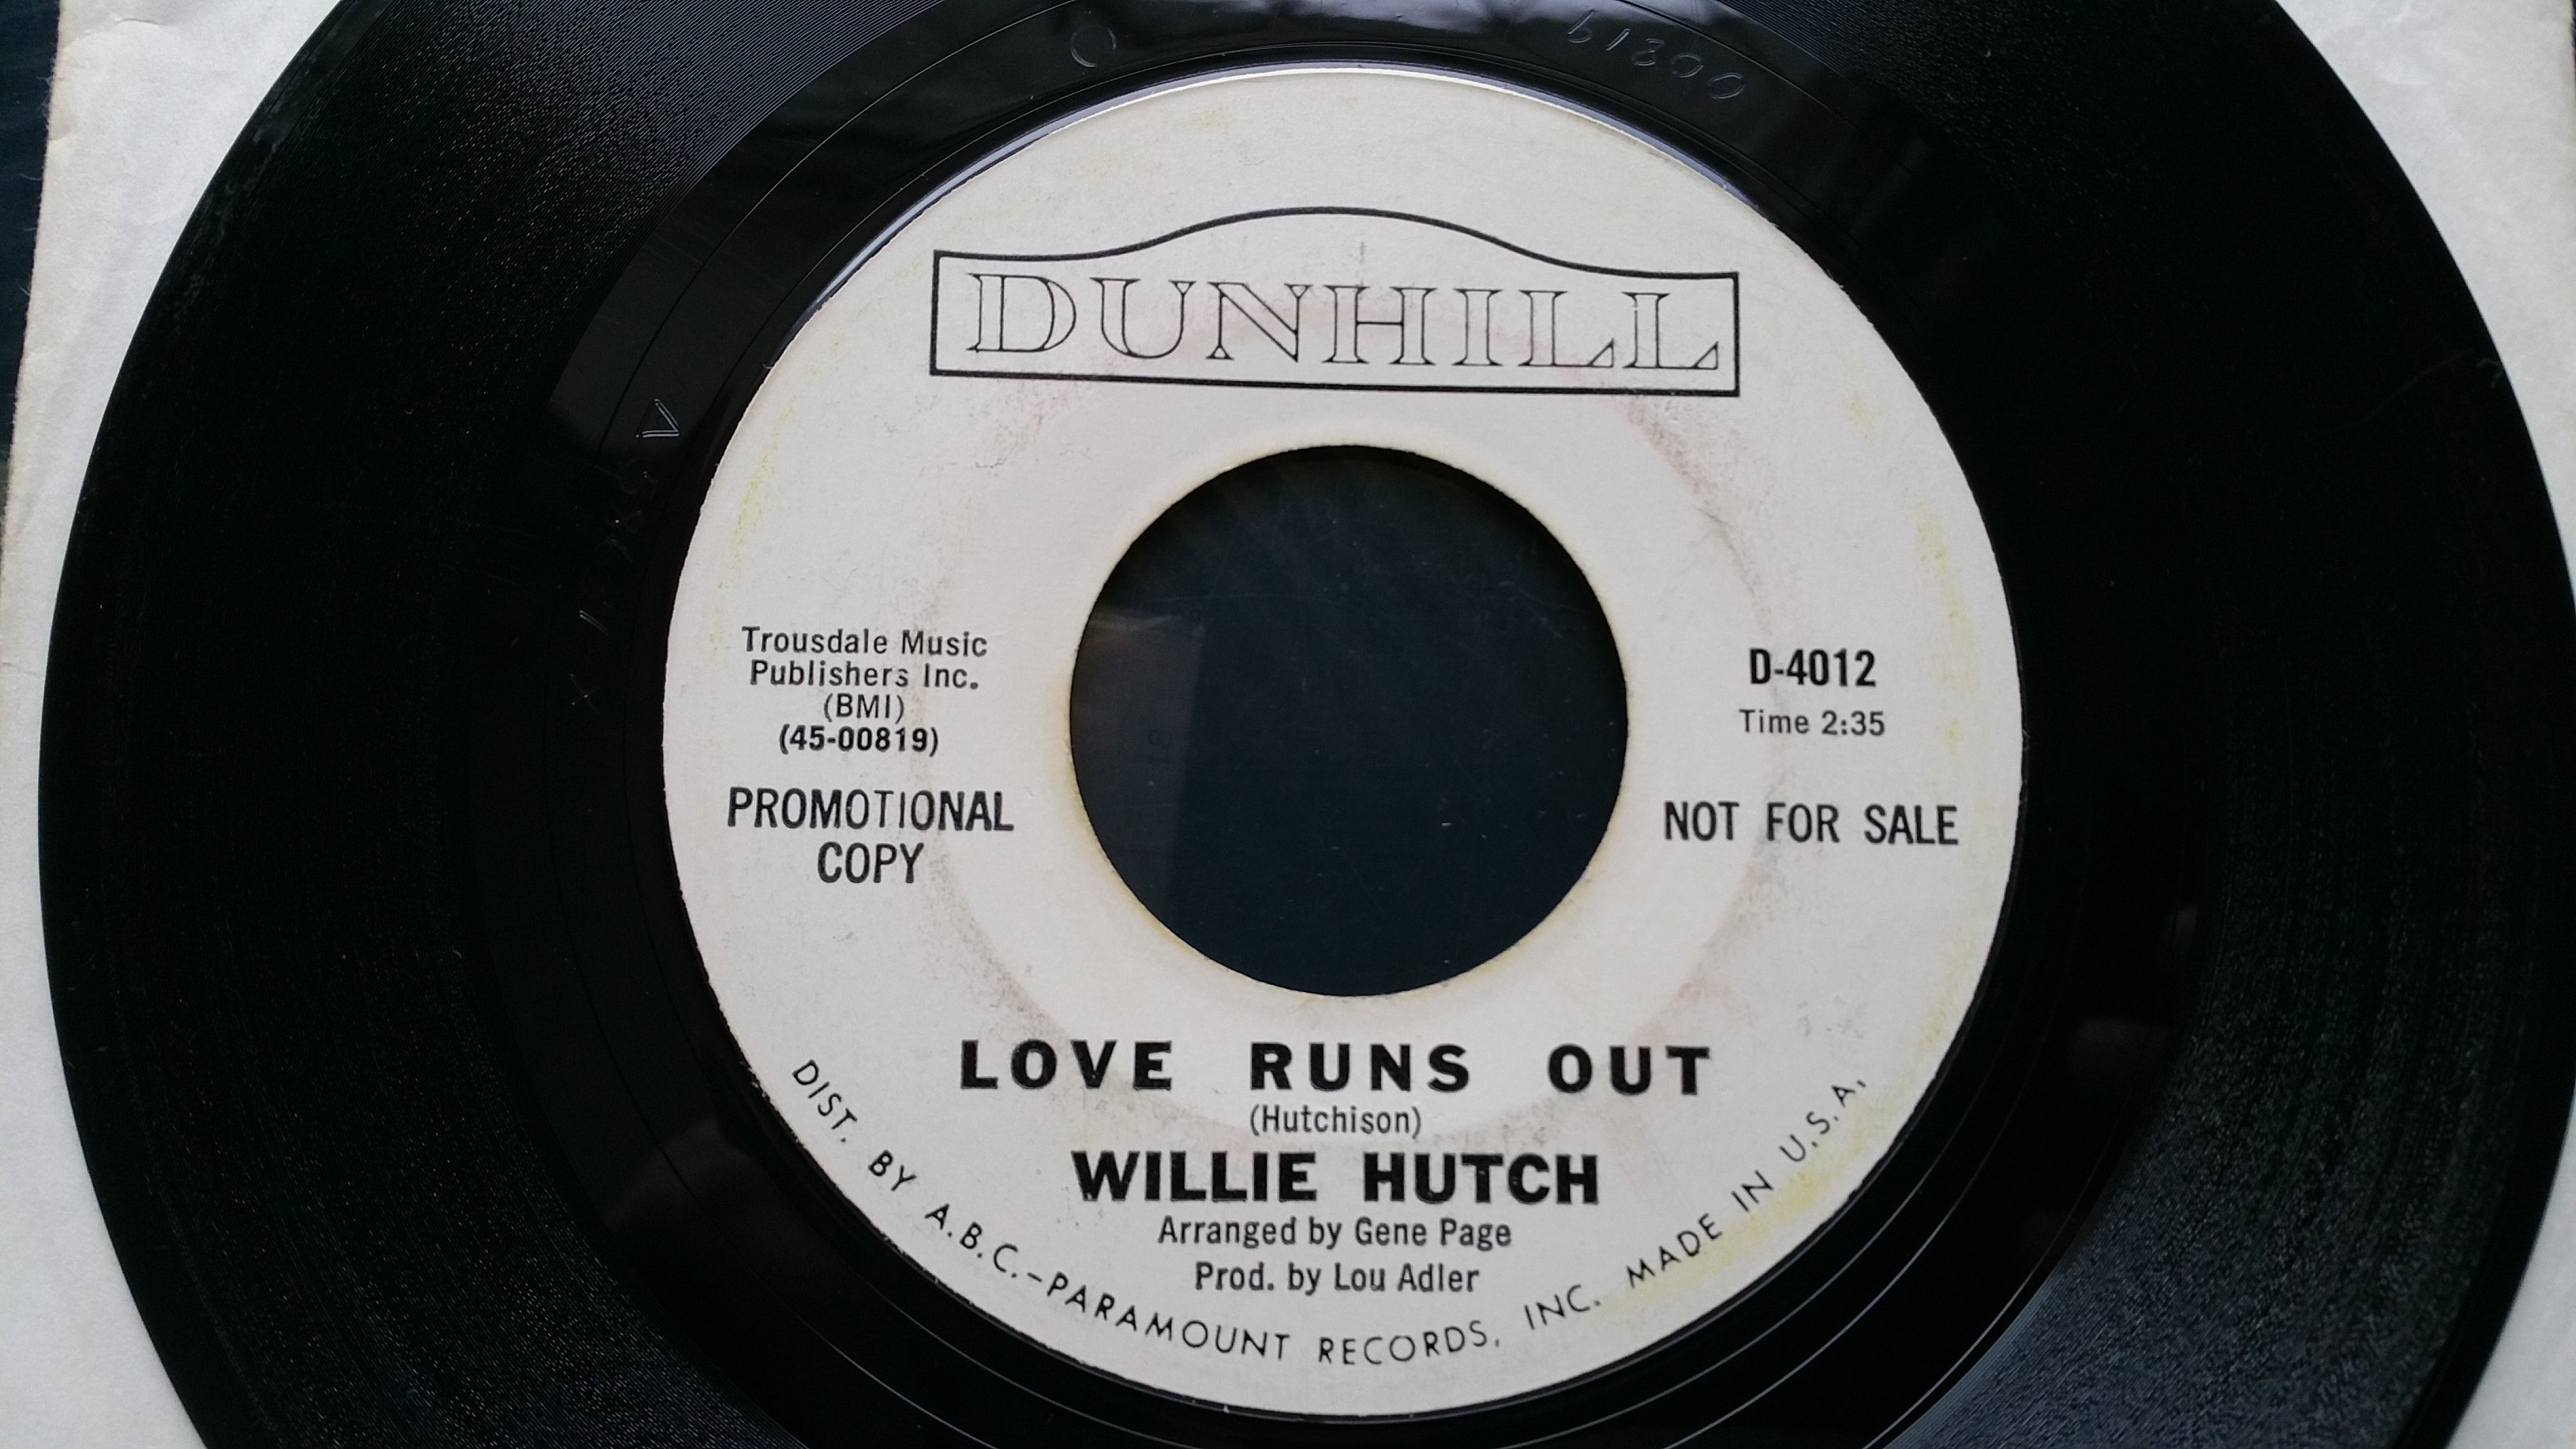 DUNHILL
Trousdale Music
Publishers Inc.
(BMI)
(45-00819)
PROMOTIONAL
COPY
D-4012
Time 2:35
NOT FOR SALE
LOVE RUNS OUT
(Hutchison)
WILLIE HUTCH
Arranged by Gene Page
Prod. by Lou Adler
DIST. BY A.B.C.-PARAMOUNT RECORDS, INC. MADE IN U.S.A.